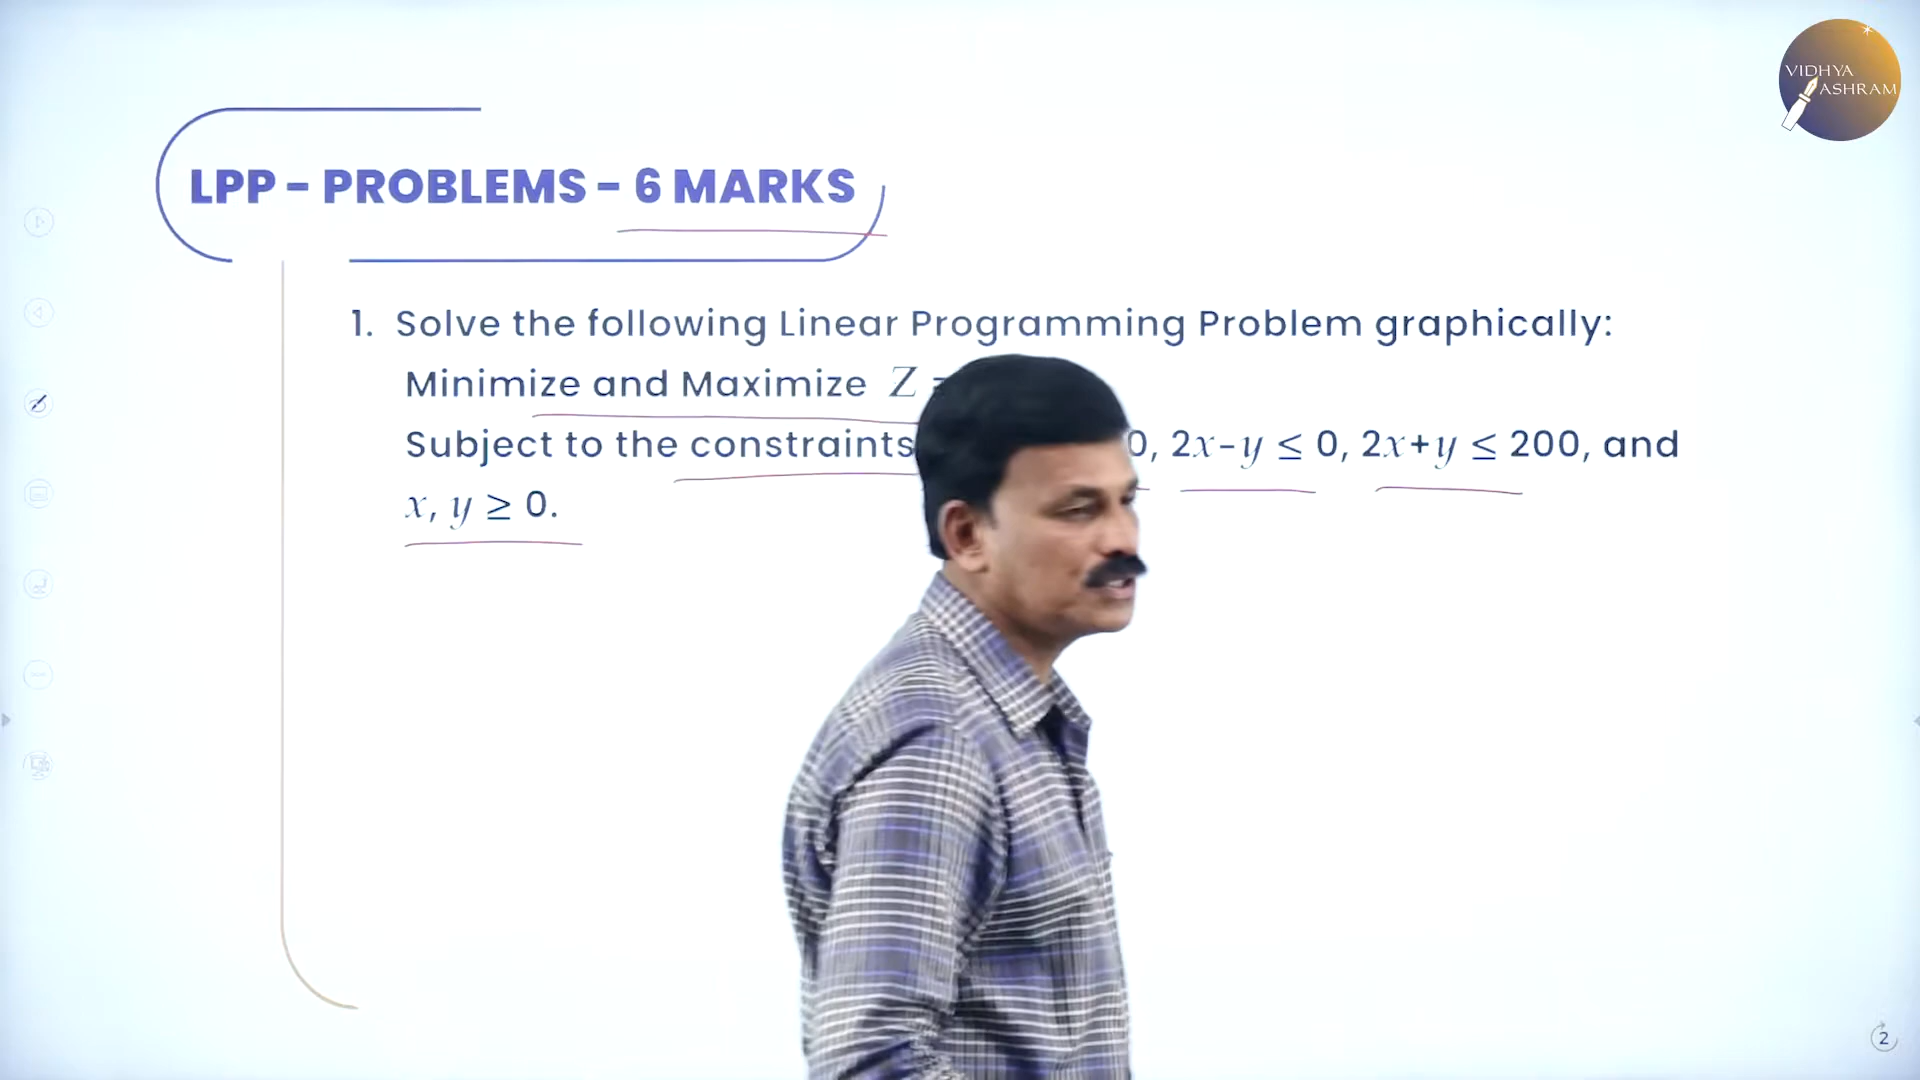 VIDHYA
ASHRAM
LPP - PROBLEMS - 6 MARKS
1. Solve the following Linear Programming Problem graphically:
Minimize and Maximize Z =
Subject to the constraints 0, 2x-y ≤ 0, 2x+y ≤ 200, and
x, y ≥ 0.
2